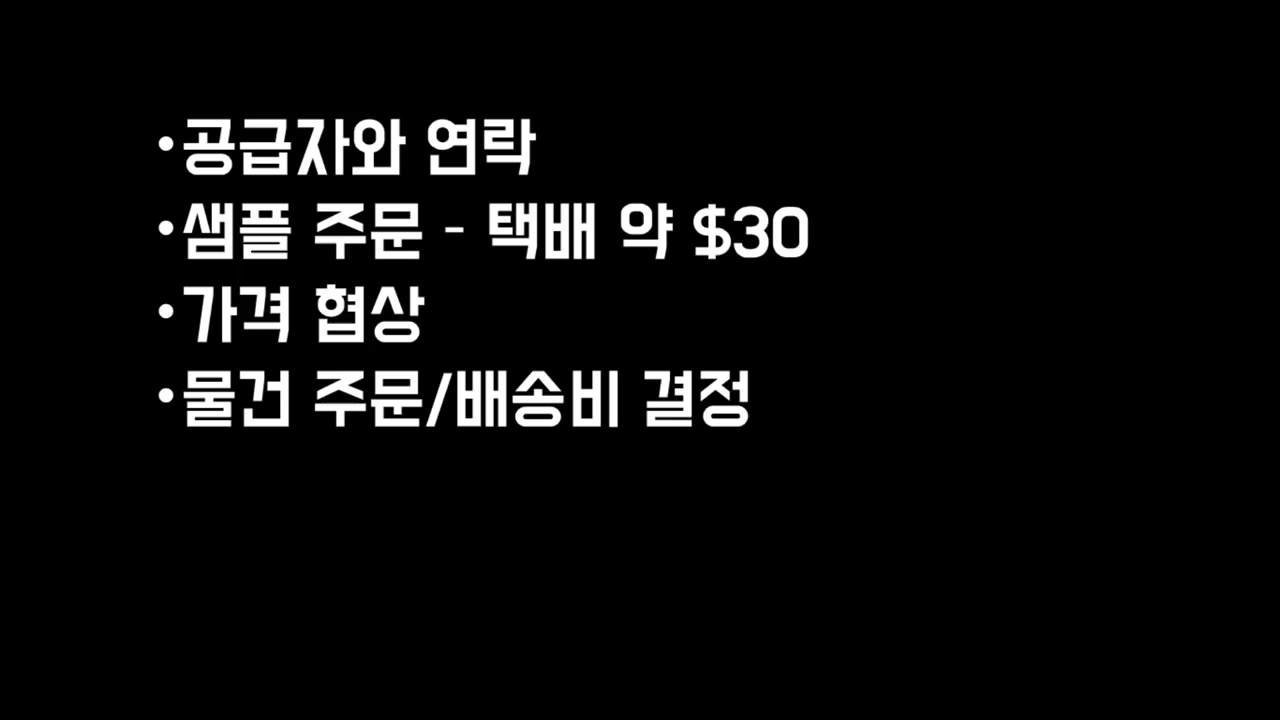 •공급자와 연락
•샘플 주문 - 택배 약 $30
•가격 협상
•물건 주문/배송비 결정